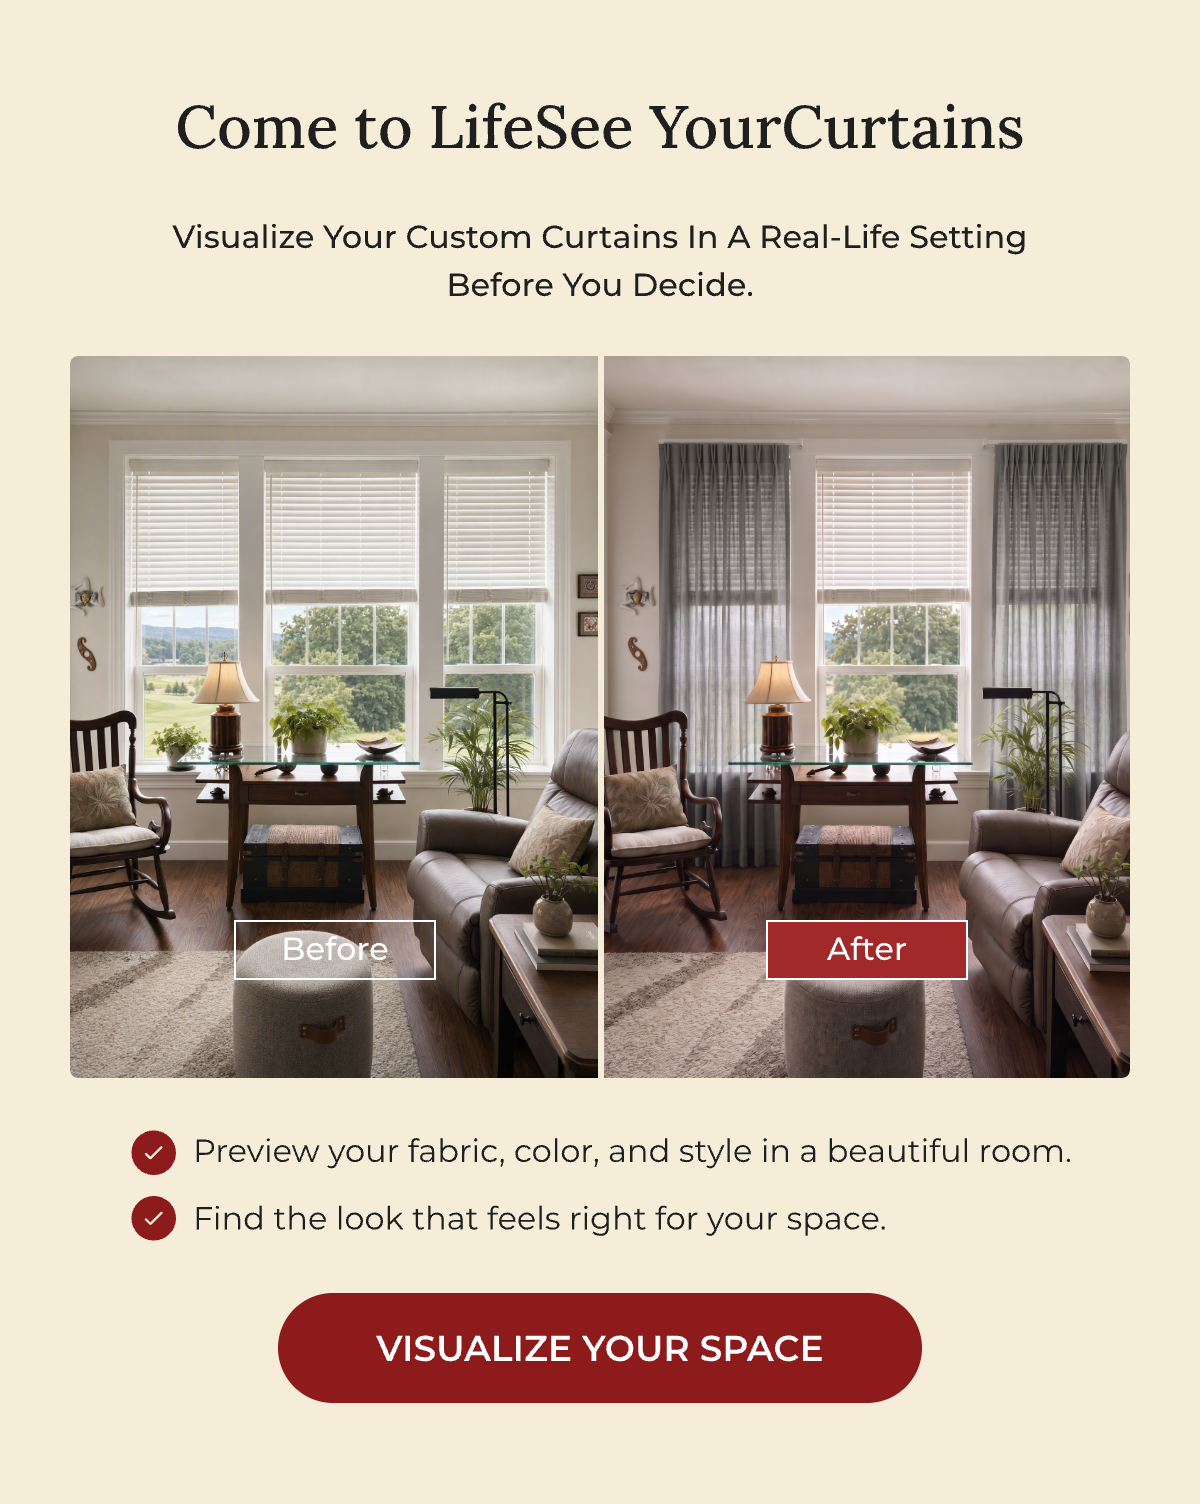 Come to LifeSee YourCurtains
Visualize Your Custom Curtains In A Real-Life Setting
Before You Decide.
Before
After
Preview your fabric, color, and style in a beautiful room.
Find the look that feels right for your space.
VISUALIZE YOUR SPACE